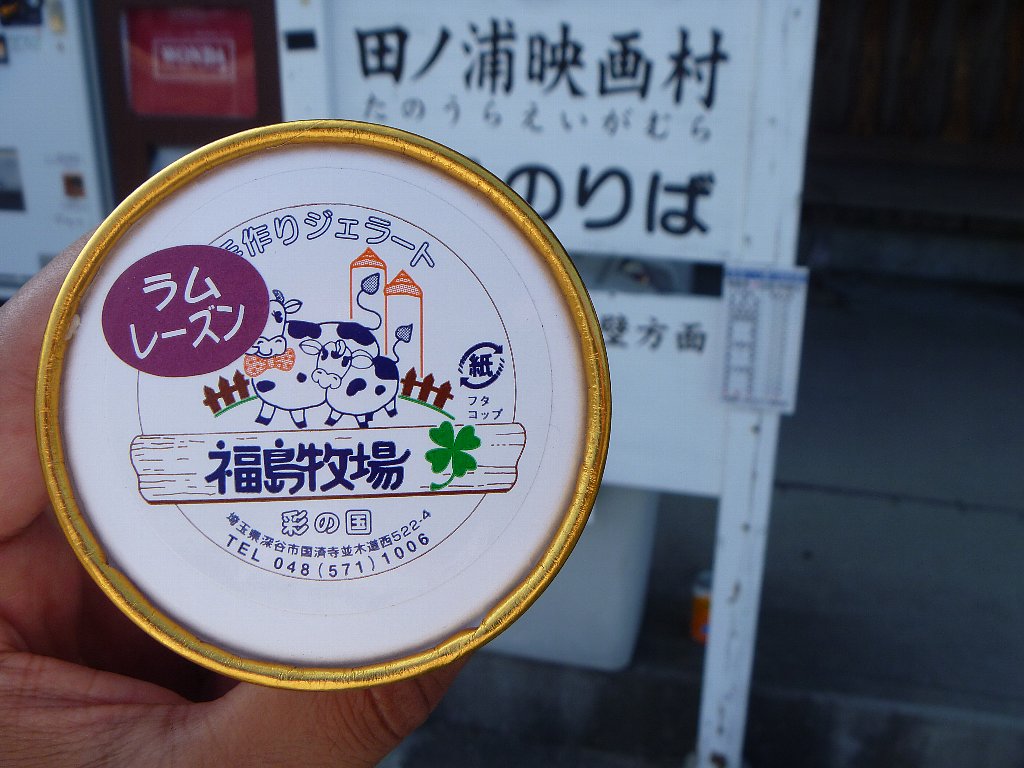 田ノ浦映画村
たのうらえいがむら
のりば
壁方面
手作りジェラート
ラム
レーズン
紙
フタ
コップ
福島牧場
彩の国
埼玉県深谷市国済寺並木道西522-4
TEL 048(571)1006